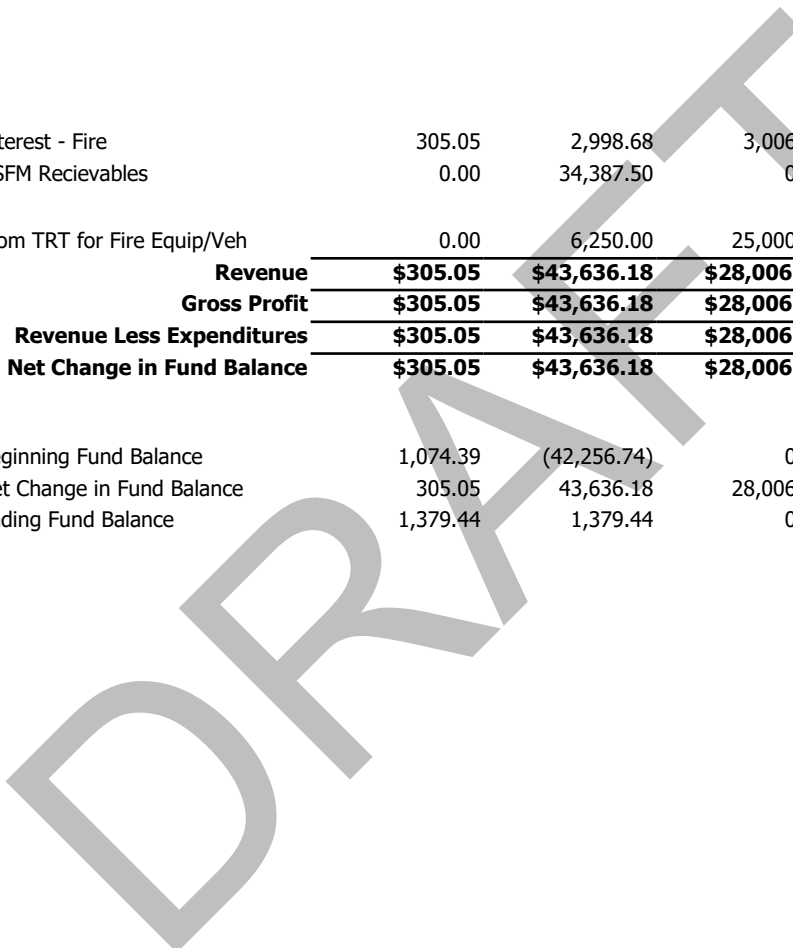 terest - Fire 305.05 2,998.68 3,006
SFM Recievables 0.00 34,387.50 0
om TRT for Fire Equip/Veh 0.00 6,250.00 25,000
Revenue $305.05 $43,636.18 $28,006
Gross Profit $305.05 $43,636.18 $28,006
Revenue Less Expenditures $305.05 $43,636.18 $28,006
Net Change in Fund Balance $305.05 $43,636.18 $28,006
ginning Fund Balance 1,074.39 (42,256.74) 0
et Change in Fund Balance 305.05 43,636.18 28,006
ding Fund Balance 1,379.44 1,379.44 0
DRAFT